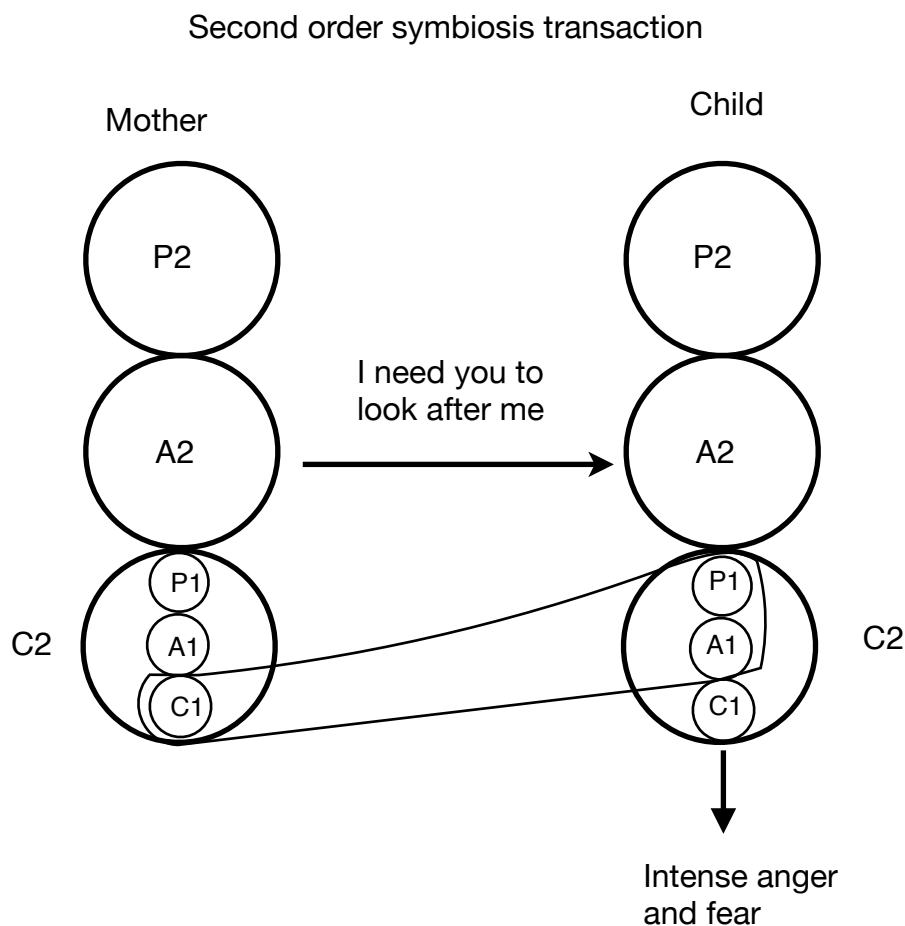 Second order symbiosis transaction
Mother
Child
P2
P2
I need you to
look after me
A2
A2
P1
P1
C2
A1
A1
C2
C1
C1
Intense anger
and fear